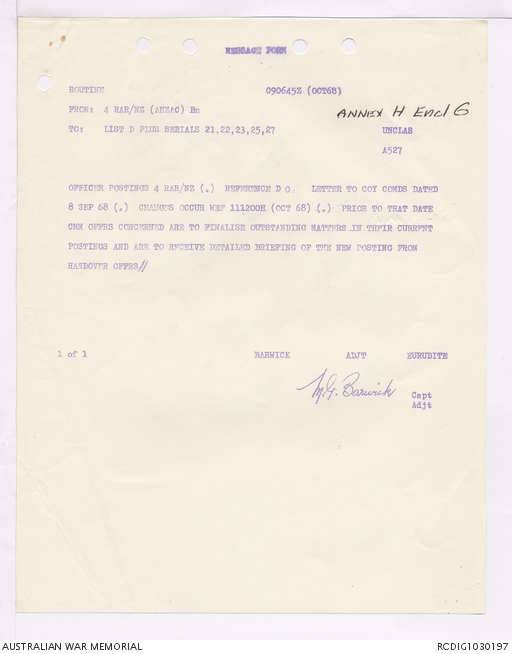 MESSAGE FORM
ROUTINE 090645Z (OCT68)
FROM: 4 RAR/NZ (ANZAC) Bn
ANNEX H Encl 6
TO: LIST D PLUS SERIALS 21,22,23,25,27 UNCLAS
A527
OFFICER POSTINGS 4 RAR/NZ (.) REFERENCE D O. LETTER TO COY COMDS DATED
8 SEP 68 (.) CHANGES OCCUR WEF 111200H (OCT 68) (.) PRIOR TO THAT DATE
OFFRS CONCERNED ARE TO FINALISE OUTSTANDING MATTERS IN THEIR CURRENT
POSTINGS AND ARE TO RECEIVE DETAILED BRIEFING OF THE NEW POSTING FROM
HANDOVER OFFRS//
1 of 1 BARWICK ADJT EURUDITE
M.G. Barwick Capt
Adjt
AUSTRALIAN WAR MEMORIAL RCDIG1030197